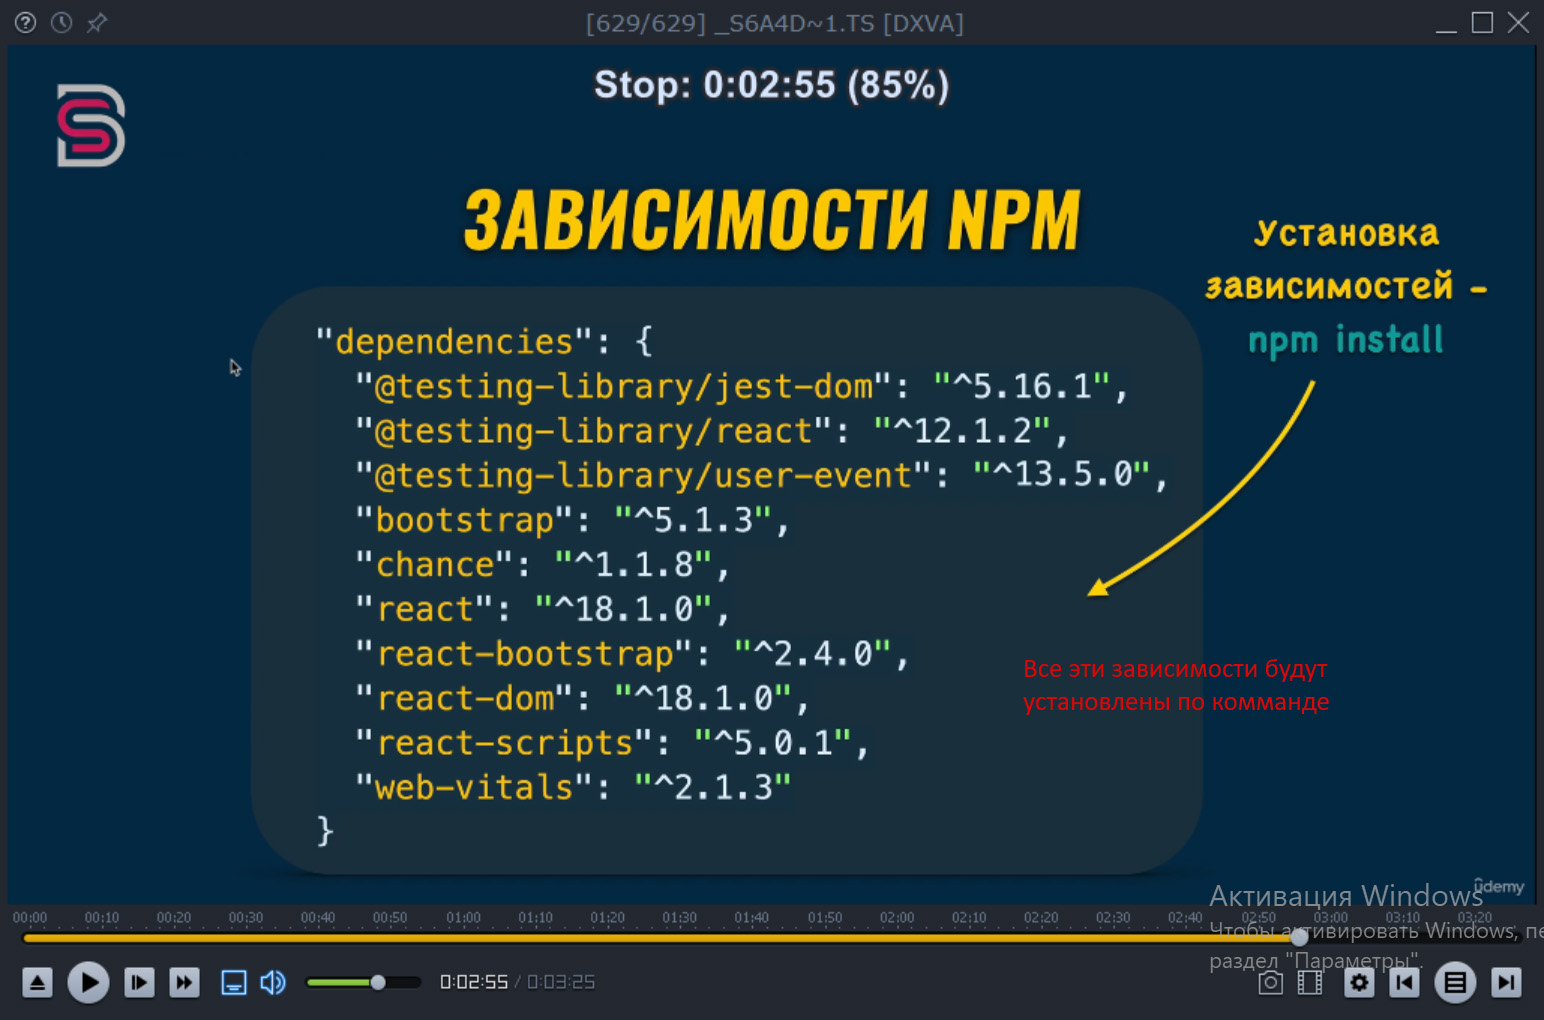 [629/629] _S6A4D~1.TS [DXVA]
Stop: 0:02:55 (85%)
ЗАВИСИМОСТИ NPM
Установка
зависимостей -
npm install
"dependencies": {
"@testing-library/jest-dom": "^5.16.1",
"@testing-library/react": "^12.1.2",
"@testing-library/user-event": "^13.5.0",
"bootstrap": "^5.1.3",
"chance": "^1.1.8",
"react": "^18.1.0",
"react-bootstrap": "^2.4.0",
"react-dom": "^18.1.0",
"react-scripts": "^5.0.1",
"web-vitals": "^2.1.3"
}
Все эти зависимости будут
установлены по комманде
ûdemy
Активация Windows
Чтобы активировать Windows, пе
раздел "Параметры".
00:00 00:10 00:20 00:30 00:40 00:50 01:00 01:10 01:20 01:30 01:40 01:50 02:00 02:10 02:20 02:30 02:40 02:50 03:00 03:10 03:20
0:02:55 / 0:03:25